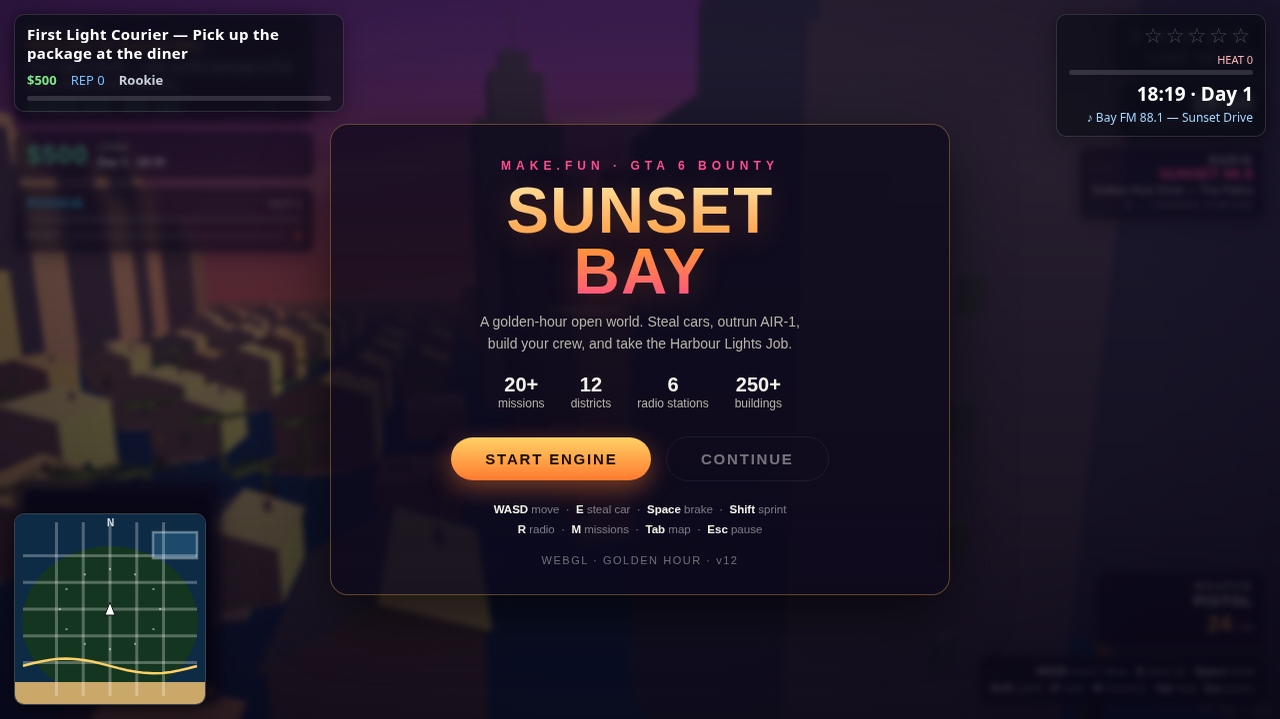 First Light Courier — Pick up the
package at the diner
$500 REP 0 Rookie
☆☆☆☆☆
HEAT 0
18:19 · Day 1
♪ Bay FM 88.1 — Sunset Drive
MAKE.FUN · GTA 6 BOUNTY
SUNSET
BAY
A golden-hour open world. Steal cars, outrun AIR-1,
build your crew, and take the Harbour Lights Job.
20+ 12 6 250+
missions districts radio stations buildings
START ENGINE CONTINUE
WASD move · E steal car · Space brake · Shift sprint
R radio · M missions · Tab map · Esc pause
WEBGL · GOLDEN HOUR · v12
N
$500
PISTOL
24